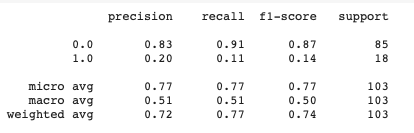 precision recall f1-score support
0.0 0.83 0.91 0.87 85
1.0 0.20 0.11 0.14 18
micro avg 0.77 0.77 0.77 103
macro avg 0.51 0.51 0.50 103
weighted avg 0.72 0.77 0.74 103